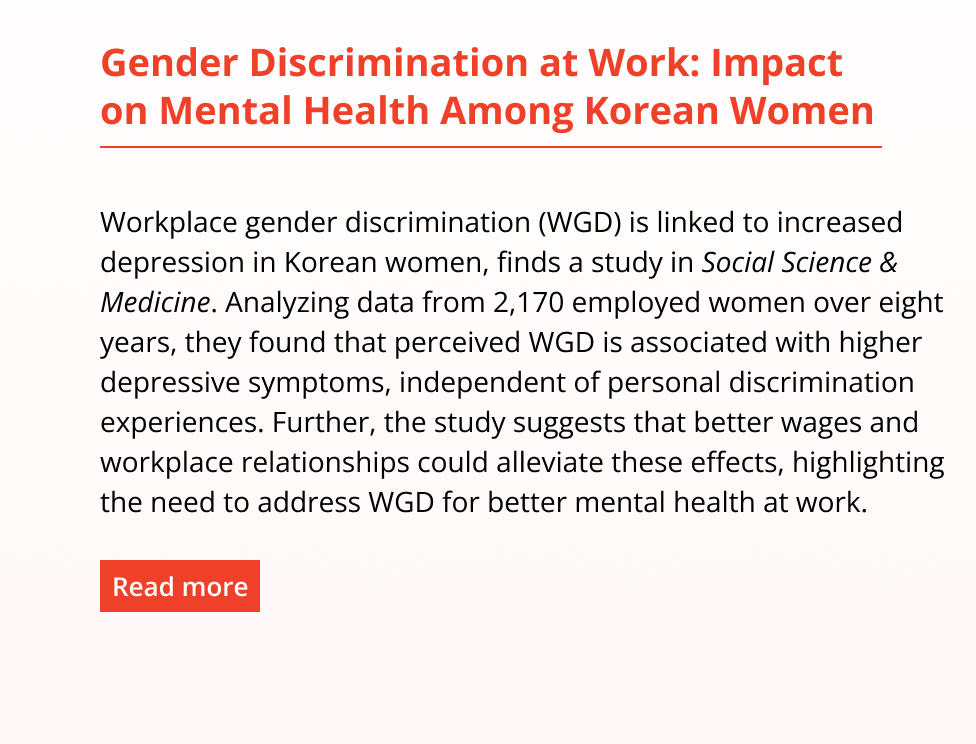 Gender Discrimination at Work: Impact
on Mental Health Among Korean Women
Workplace gender discrimination (WGD) is linked to increased
depression in Korean women, finds a study in Social Science &
Medicine. Analyzing data from 2,170 employed women over eight
years, they found that perceived WGD is associated with higher
depressive symptoms, independent of personal discrimination
experiences. Further, the study suggests that better wages and
workplace relationships could alleviate these effects, highlighting
the need to address WGD for better mental health at work.
Read more